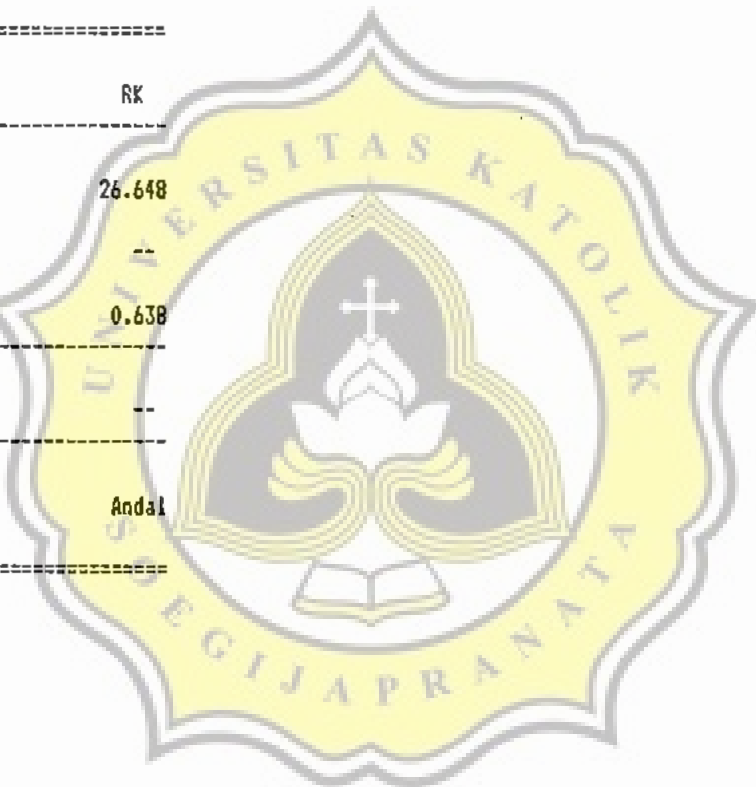 RK
26.648
--
0.638
--
Andal
UNIVERSITAS KATOLIK
SOEGIJAPRANATA